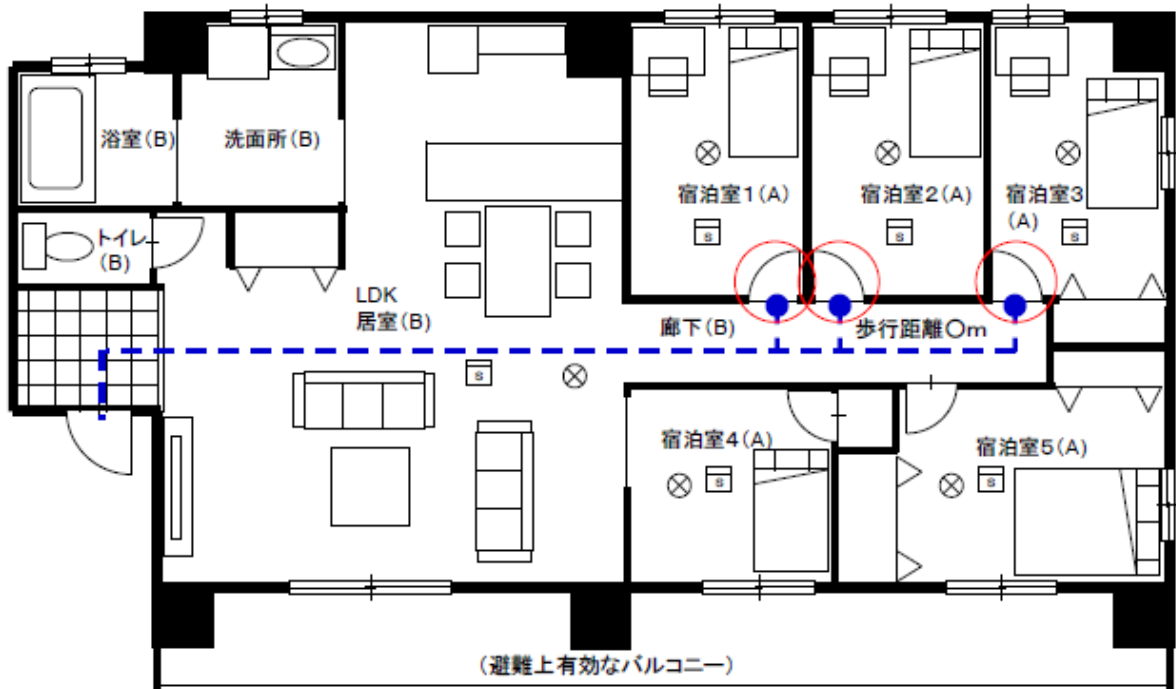 浴室(B)
洗面所(B)
宿泊室1(A)
宿泊室2(A)
宿泊室3
(A)
S
S
S
トイレ
(B)
LDK
居室(B)
廊下(B)
歩行距離〇m
S
宿泊室4(A)
宿泊室5(A)
S
S
(避難上有効なバルコニー)